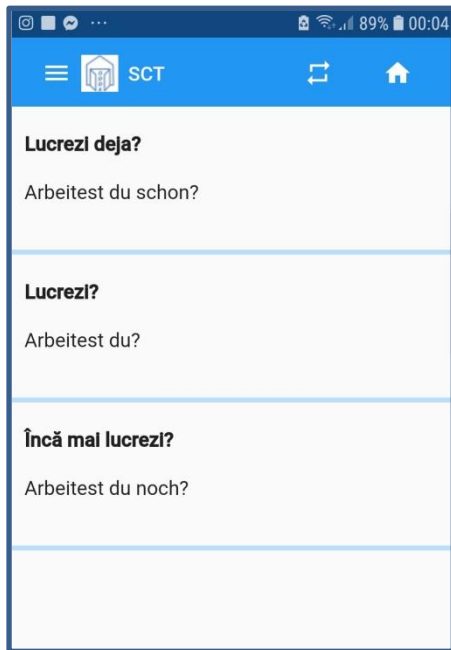 89% 00:04
SCT
Lucrezi deja?
Arbeitest du schon?
Lucrezi?
Arbeitest du?
Încă mai lucrezi?
Arbeitest du noch?